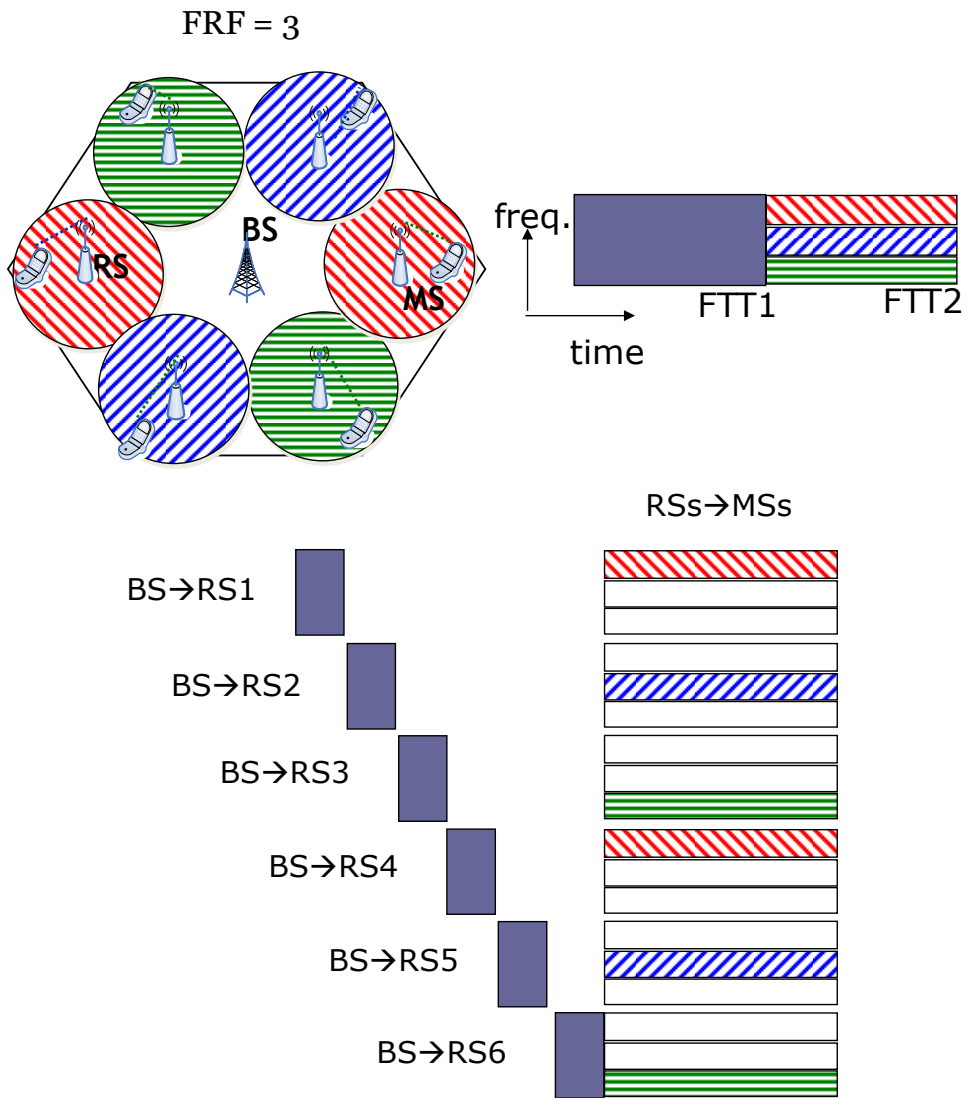 FRF = 3
BS
RS
MS
freq.
FTT1
FTT2
time
RSs→MSs
BS→RS1
BS→RS2
BS→RS3
BS→RS4
BS→RS5
BS→RS6